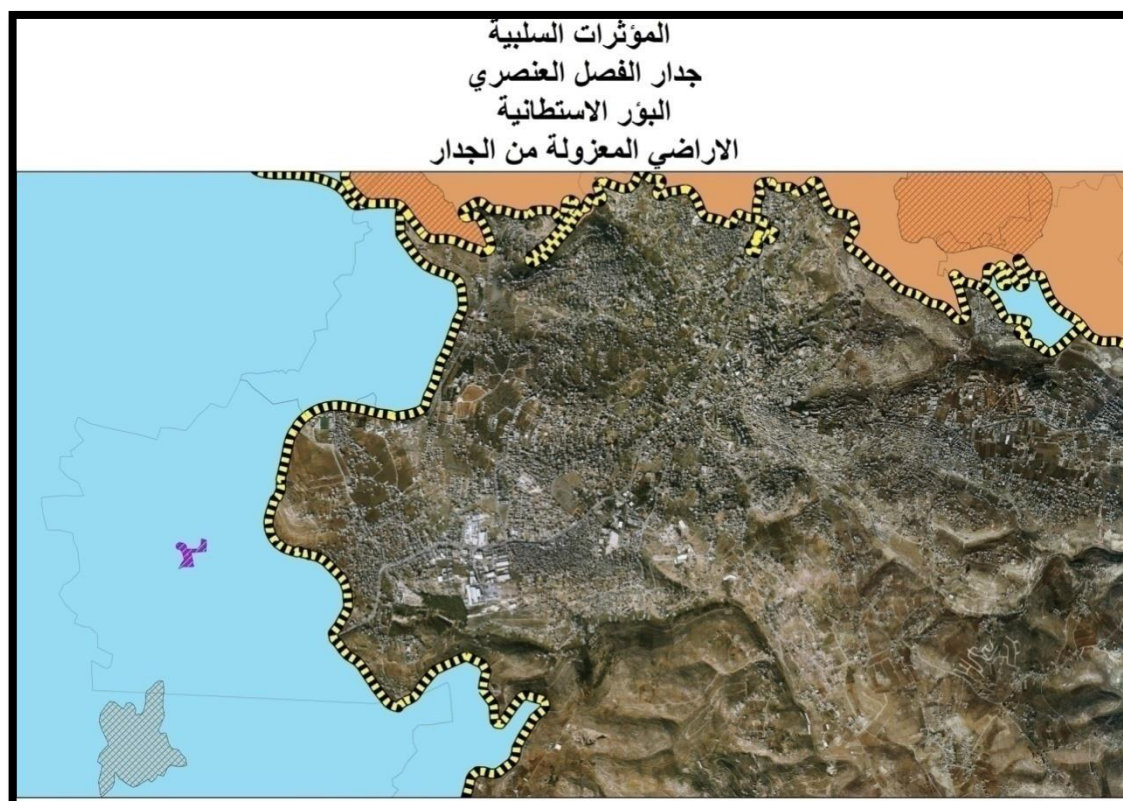 المؤثرات السلبية
جدار الفصل العنصري
البؤر الاستطانية
الاراضي المعزولة من الجدار